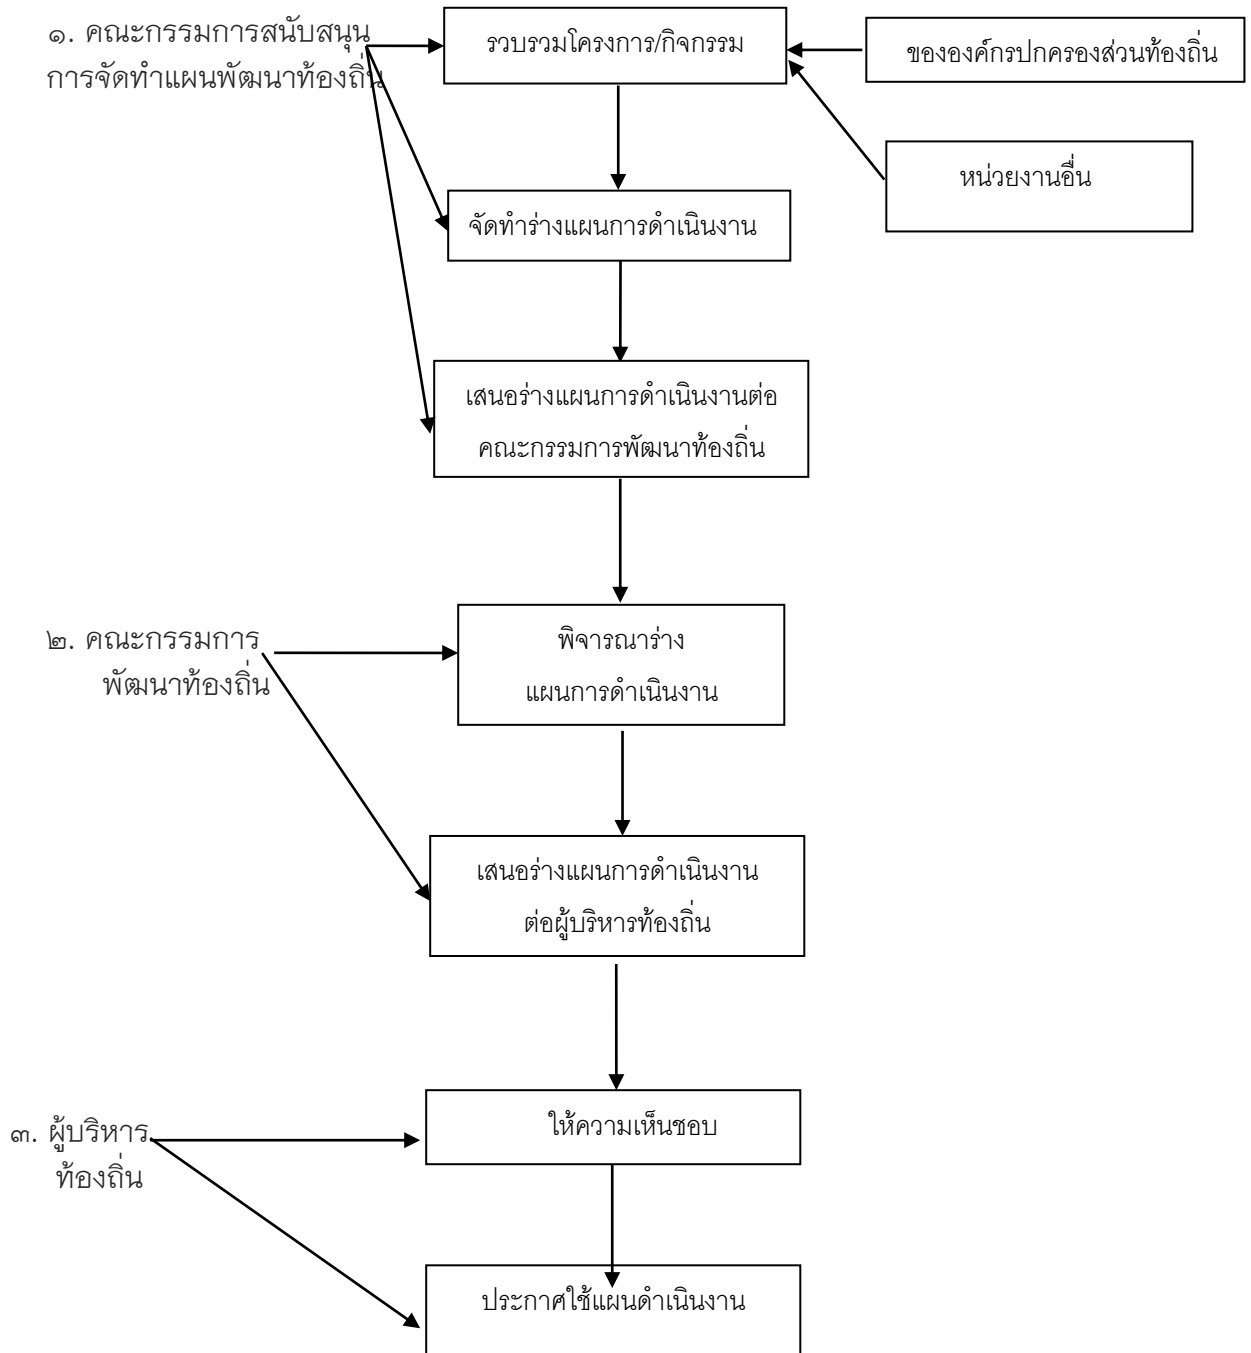 ๑. คณะกรรมการสนับสนุน
การจัดทำแผนพัฒนาท้องถิ่น
รวบรวมโครงการ/กิจกรรม
ขององค์กรปกครองส่วนท้องถิ่น
หน่วยงานอื่น
จัดทำร่างแผนการดำเนินงาน
เสนอร่างแผนการดำเนินงานต่อ
คณะกรรมการพัฒนาท้องถิ่น
๒. คณะกรรมการ
พัฒนาท้องถิ่น
พิจารณาร่าง
แผนการดำเนินงาน
เสนอร่างแผนการดำเนินงาน
ต่อผู้บริหารท้องถิ่น
๓. ผู้บริหาร
ท้องถิ่น
ให้ความเห็นชอบ
ประกาศใช้แผนดำเนินงาน